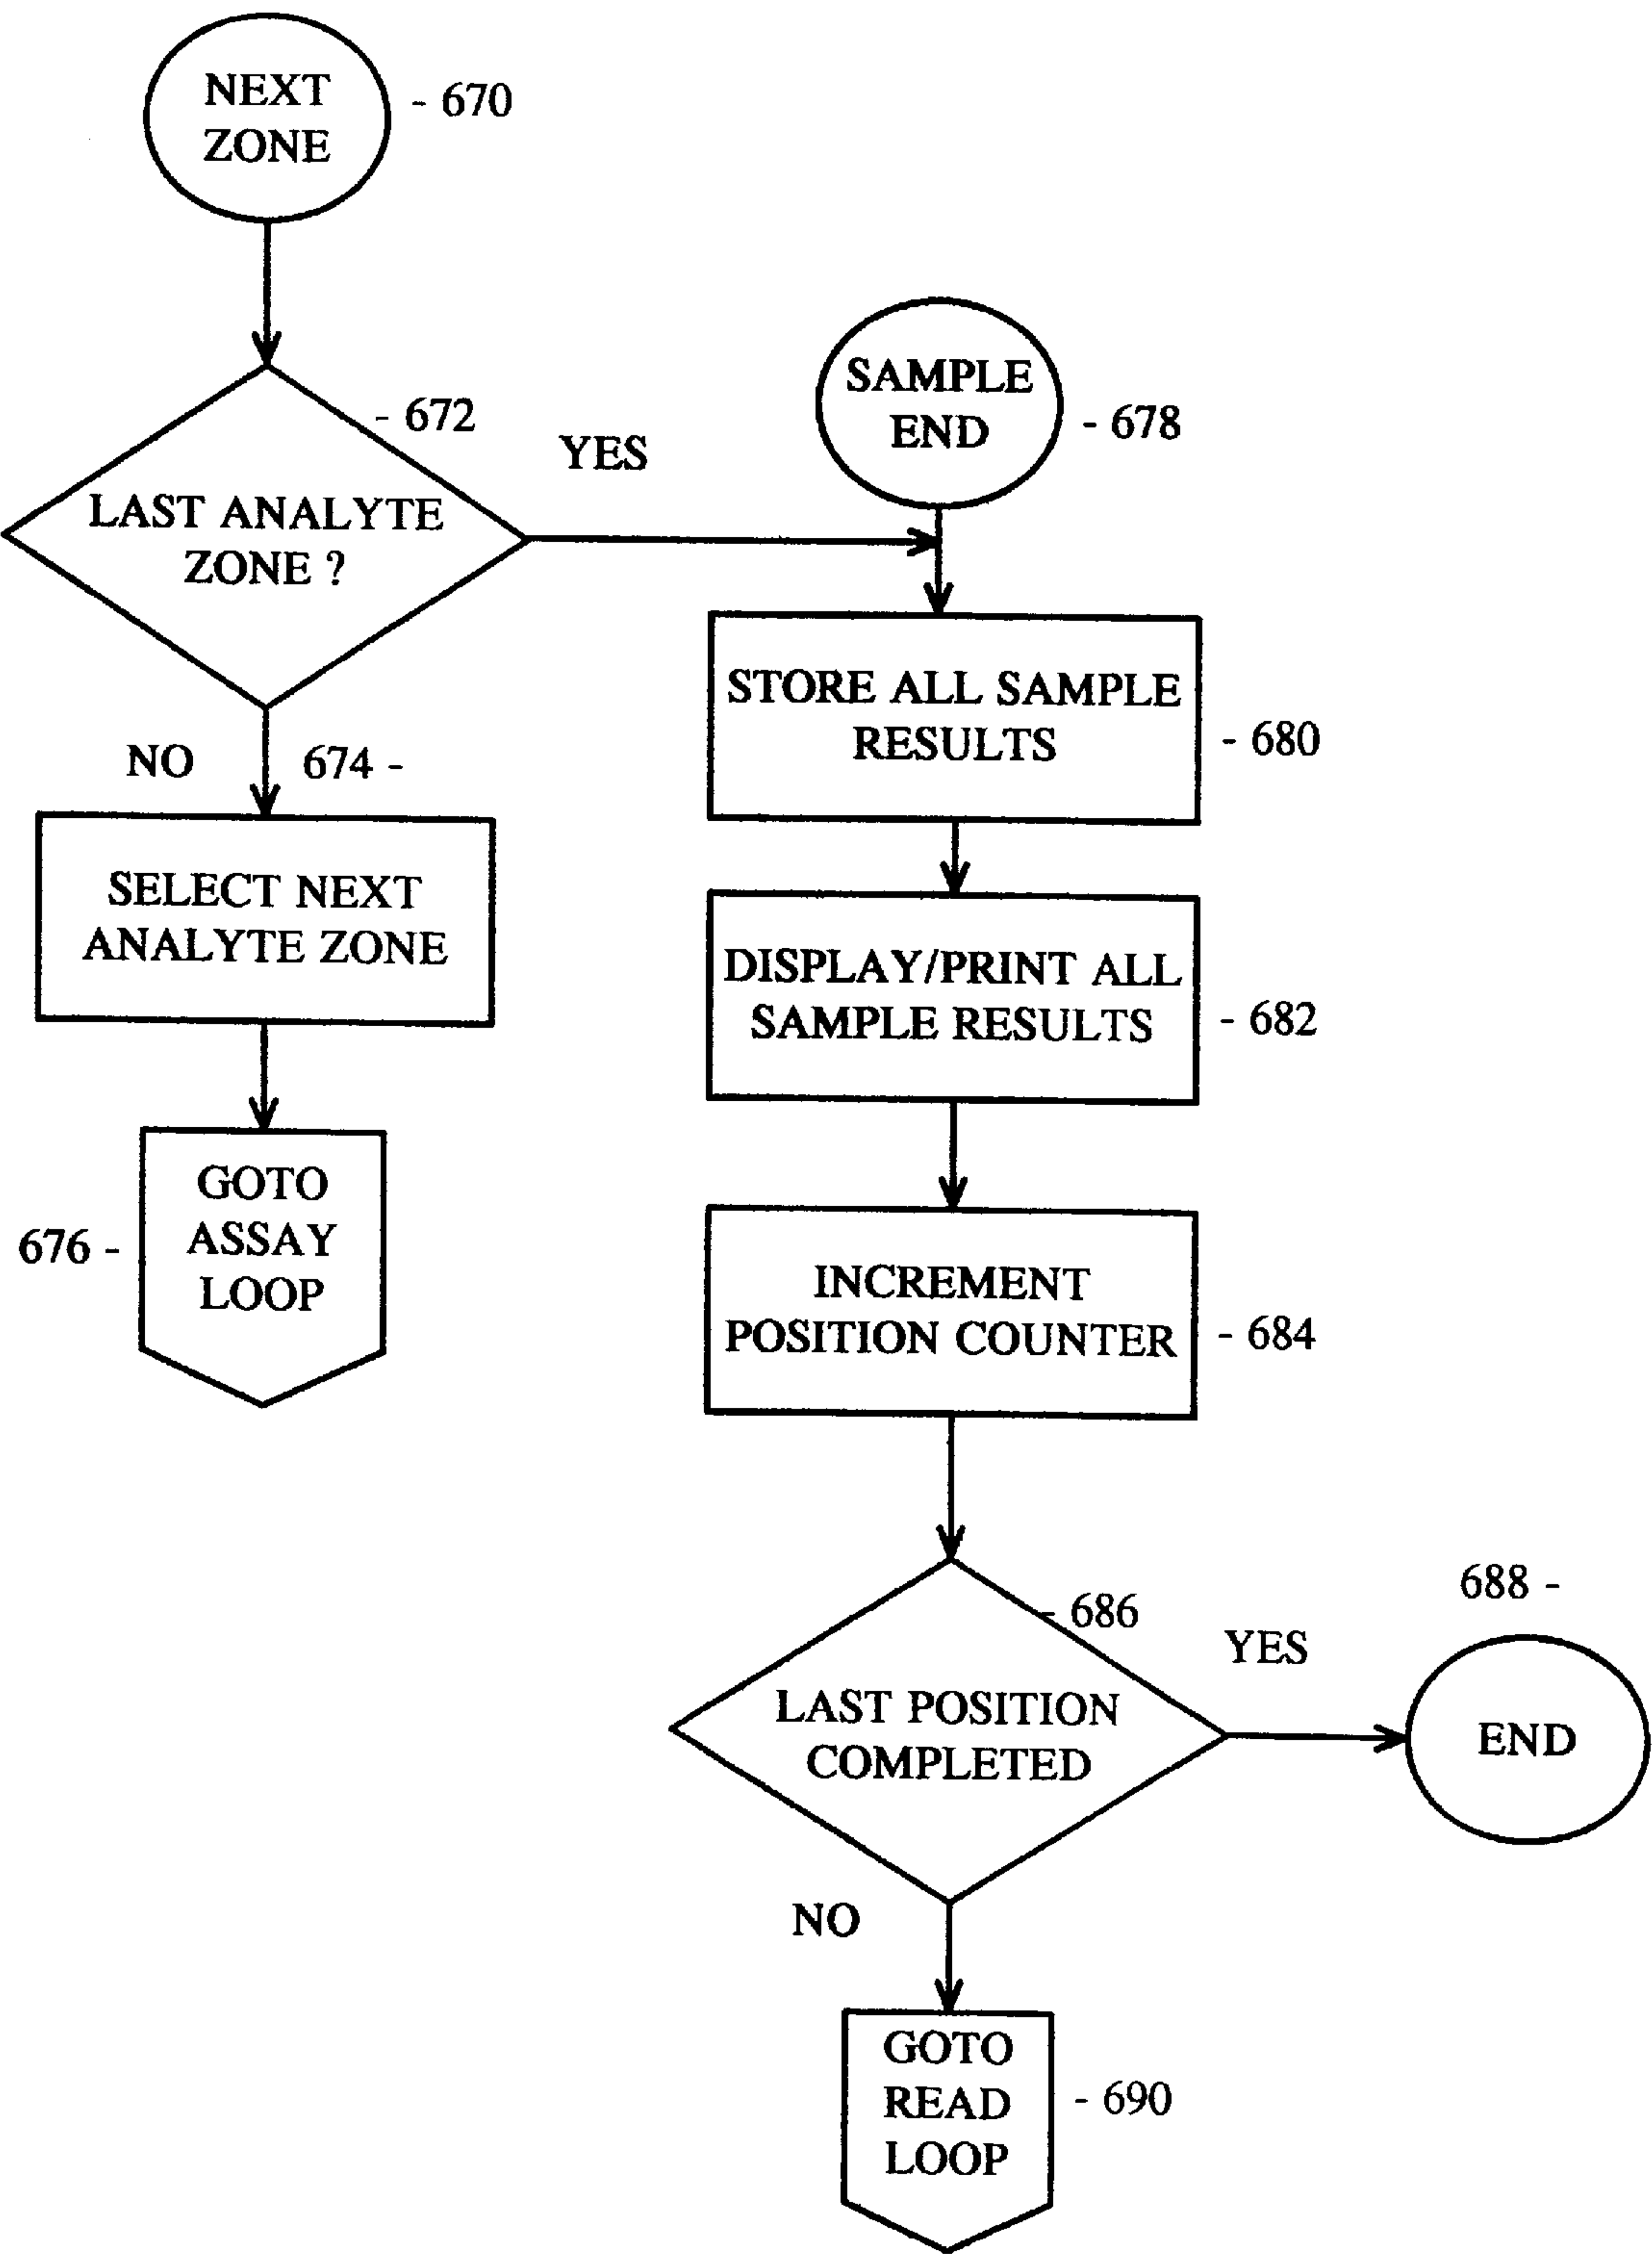 NEXT
ZONE
- 670
- 672
LAST ANALYTE
ZONE ?
YES
NO
674 -
SELECT NEXT
ANALYTE ZONE
GOTO
ASSAY
LOOP
676 -
SAMPLE
END
- 678
STORE ALL SAMPLE
RESULTS
- 680
DISPLAY/PRINT ALL
SAMPLE RESULTS
- 682
INCREMENT
POSITION COUNTER
- 684
- 686
LAST POSITION
COMPLETED
YES
688 -
END
NO
GOTO
READ
LOOP
- 690